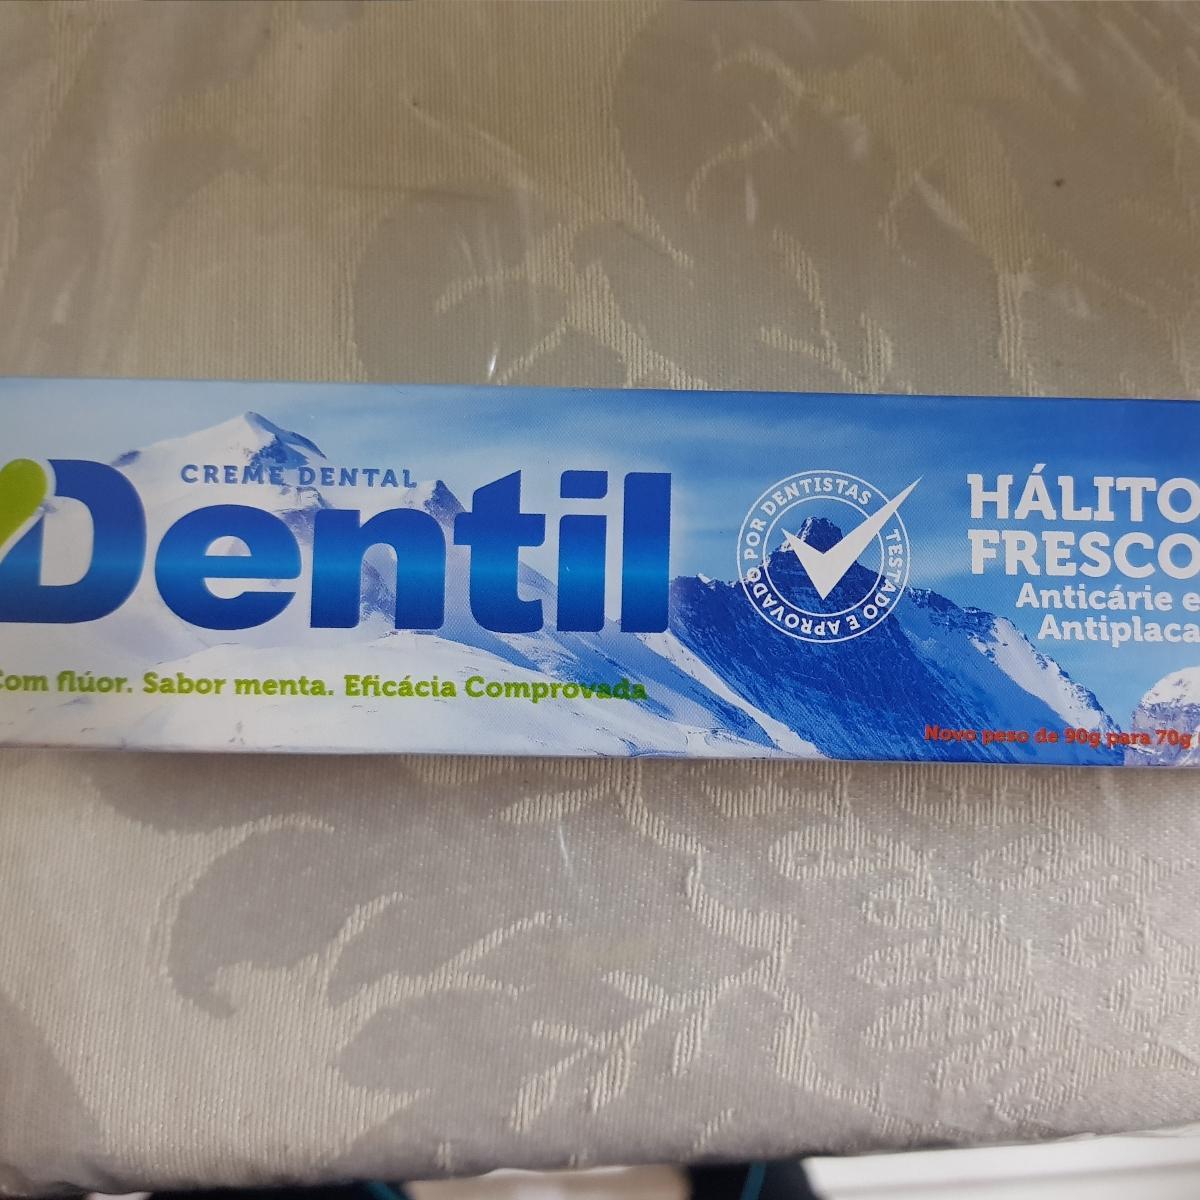 CREME DENTAL
Dentil
Com flúor. Sabor menta. Eficácia Comprovada
TESTADO E APROVADO POR DENTISTAS
HÁLITO
FRESCO
Anticárie e
Antiplaca
Novo peso de 90g para 70g